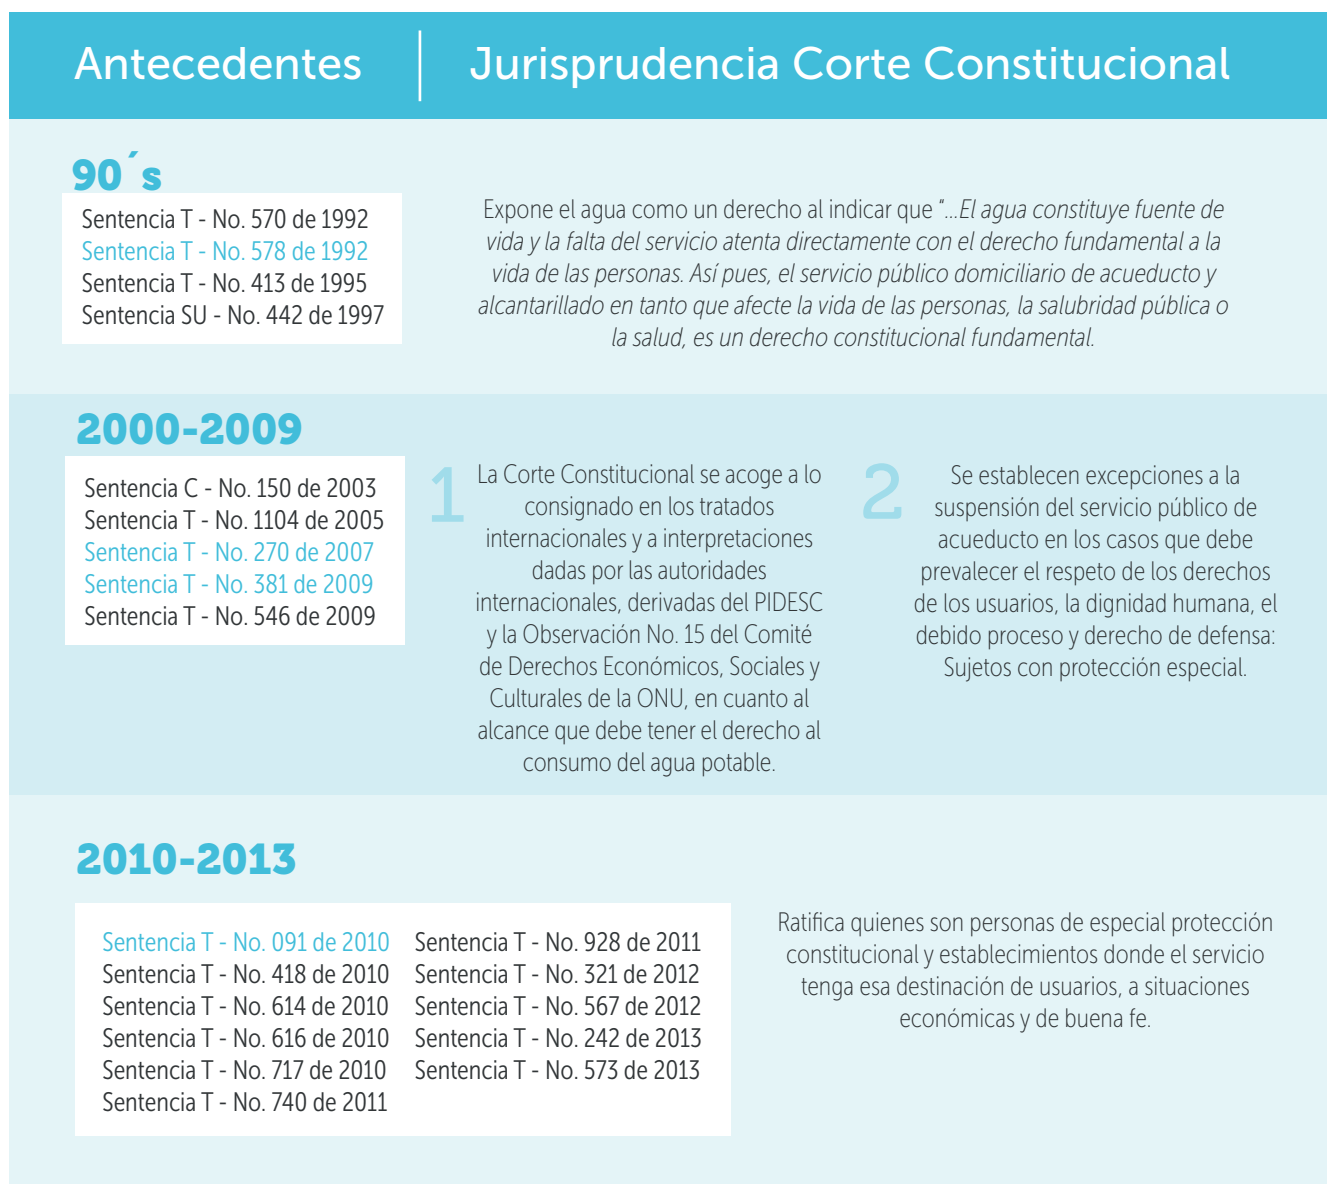 Antecedentes
Jurisprudencia Corte Constitucional
90´s
Sentencia T - No. 570 de 1992
Sentencia T - No. 578 de 1992
Sentencia T - No. 413 de 1995
Sentencia SU - No. 442 de 1997
Expone el agua como un derecho al indicar que “...El agua constituye fuente de
vida y la falta del servicio atenta directamente con el derecho fundamental a la
vida de las personas. Así pues, el servicio público domiciliario de acueducto y
alcantarillado en tanto que afecte la vida de las personas, la salubridad pública o
la salud, es un derecho constitucional fundamental.
2000-2009
Sentencia C - No. 150 de 2003
Sentencia T - No. 1104 de 2005
Sentencia T - No. 270 de 2007
Sentencia T - No. 381 de 2009
Sentencia T - No. 546 de 2009
1
La Corte Constitucional se acoge a lo
consignado en los tratados
internacionales y a interpretaciones
dadas por las autoridades
internacionales, derivadas del PIDESC
y la Observación No. 15 del Comité
de Derechos Económicos, Sociales y
Culturales de la ONU, en cuanto al
alcance que debe tener el derecho al
consumo del agua potable.
2
Se establecen excepciones a la
suspensión del servicio público de
acueducto en los casos que debe
prevalecer el respeto de los derechos
de los usuarios, la dignidad humana, el
debido proceso y derecho de defensa:
Sujetos con protección especial.
2010-2013
Sentencia T - No. 091 de 2010
Sentencia T - No. 418 de 2010
Sentencia T - No. 614 de 2010
Sentencia T - No. 616 de 2010
Sentencia T - No. 717 de 2010
Sentencia T - No. 740 de 2011
Sentencia T - No. 928 de 2011
Sentencia T - No. 321 de 2012
Sentencia T - No. 567 de 2012
Sentencia T - No. 242 de 2013
Sentencia T - No. 573 de 2013
Ratifica quienes son personas de especial protección
constitucional y establecimientos donde el servicio
tenga esa destinación de usuarios, a situaciones
económicas y de buena fe.